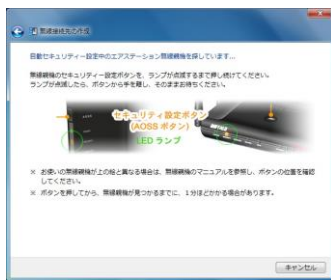 無線接続先の作成
自動セキュリティー設定中のエアステーション無線親機を探しています...
無線親機のセキュリティー設定ボタンを、ランプが点滅するまで押し続けてください。
ランプが点滅したら、ボタンから手を離し、そのままお待ちください。
セキュリティ設定ボタン
(AOSS ボタン)
LED ランプ
※ お使いの無線親機が上の絵と異なる場合は、無線親機のマニュアルを参照し、ボタンの位置を確認
してください。
※ ボタンを押してから、無線親機が見つかるまでに、1分ほどかかる場合があります。
キャンセル